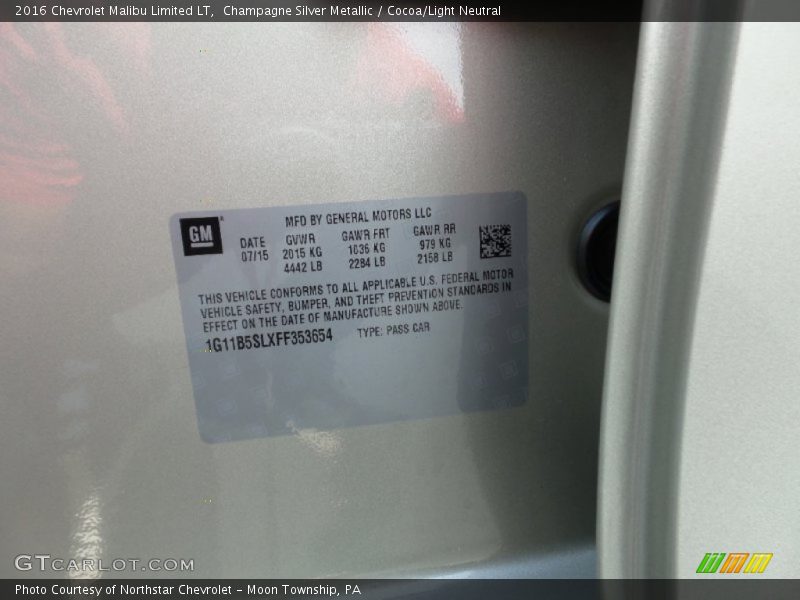 2016 Chevrolet Malibu Limited LT, Champagne Silver Metallic / Cocoa/Light Neutral
GM
MFD BY GENERAL MOTORS LLC
DATE GVWR GAWR FRT GAWR RR
07/15 2015 KG 1036 KG 979 KG
4442 LB 2284 LB 2158 LB
THIS VEHICLE CONFORMS TO ALL APPLICABLE U.S. FEDERAL MOTOR
VEHICLE SAFETY, BUMPER, AND THEFT PREVENTION STANDARDS IN
EFFECT ON THE DATE OF MANUFACTURE SHOWN ABOVE.
1G11B5SLXFF353654 TYPE: PASS CAR
GTCARLOT.COM
Photo Courtesy of Northstar Chevrolet - Moon Township, PA